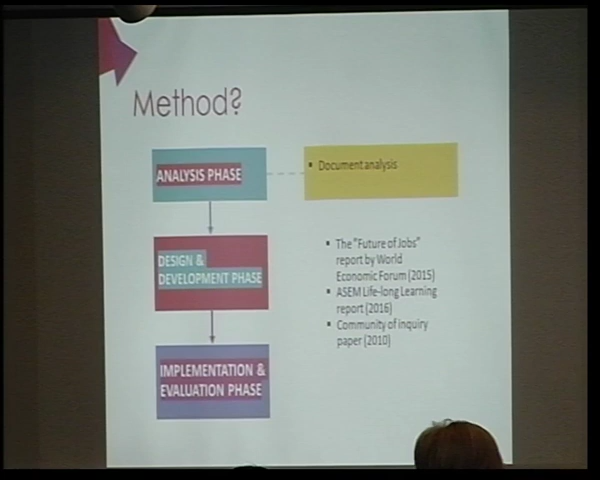 Method?
ANALYSIS PHASE
▪ Document analysis
DESIGN &
DEVELOPMENT PHASE
IMPLEMENTATION &
EVALUATION PHASE
▪ The "Future of Jobs"
report by World
Economic Forum (2015)
▪ ASEM Life-long Learning
report (2016)
▪ Community of inquiry
paper (2010)